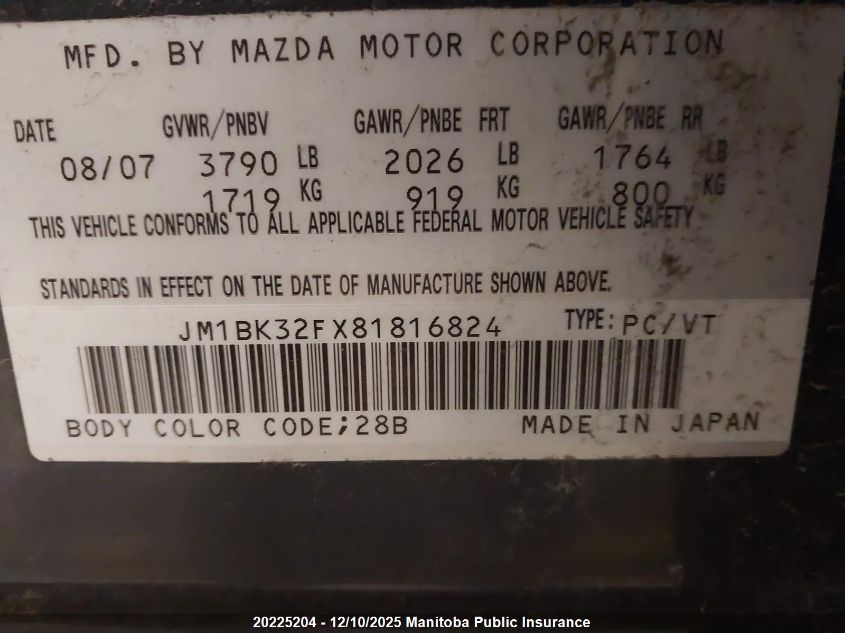 MFD. BY MAZDA MOTOR CORPORATION
DATE GVWR/PNBV GAWR/PNBE FRT GAWR/PNBE RR
08/07 3790 LB 2026 LB 1764 LB
1719 KG 919 KG 800 KG
THIS VEHICLE CONFORMS TO ALL APPLICABLE FEDERAL MOTOR VEHICLE SAFETY
STANDARDS IN EFFECT ON THE DATE OF MANUFACTURE SHOWN ABOVE.
JM1BK32FX81816824 TYPE: PC/VT
BODY COLOR CODE;28B MADE IN JAPAN
20225204 - 12/10/2025 Manitoba Public Insurance